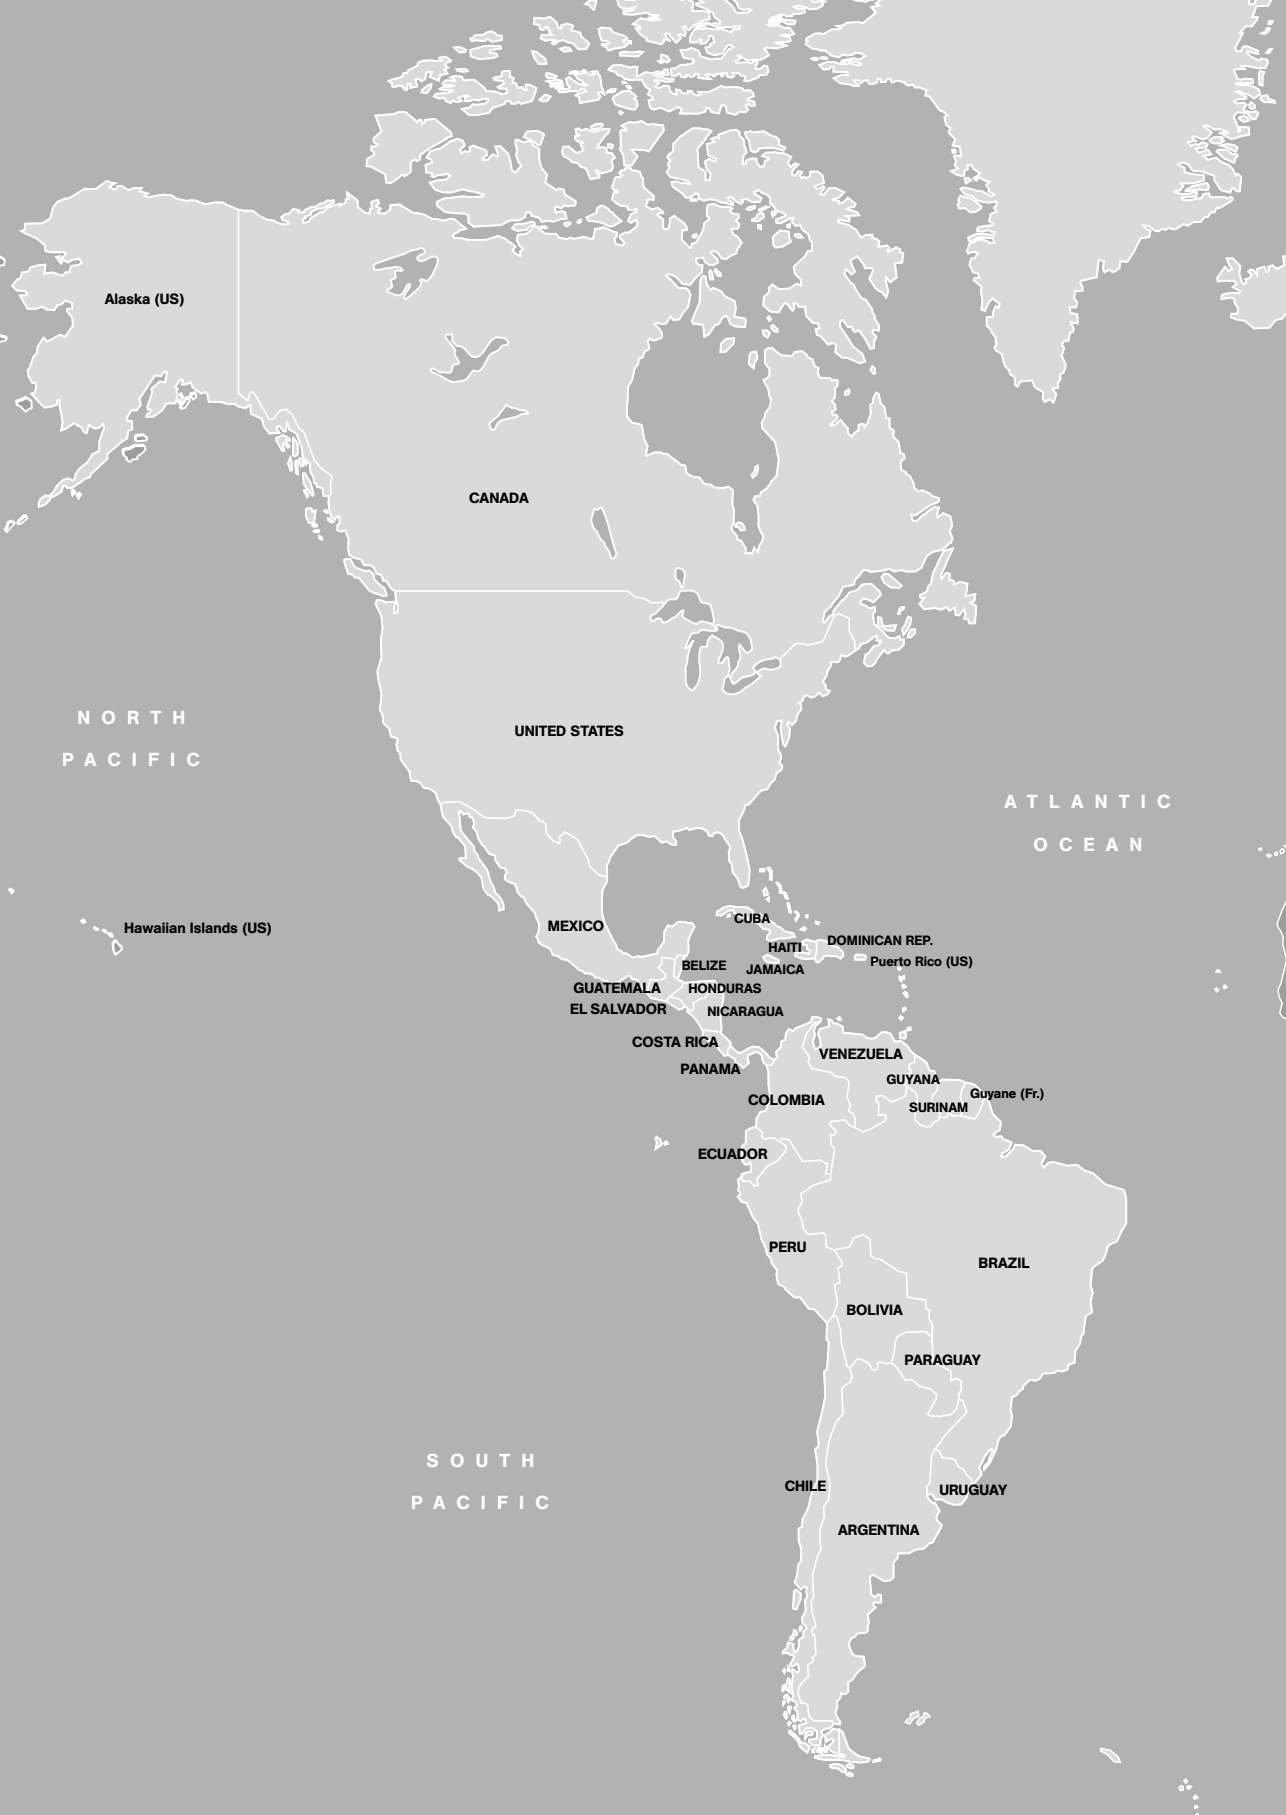 Alaska (US)
CANADA
NORTH
PACIFIC
UNITED STATES
ATLANTIC
OCEAN
Hawaiian Islands (US)
MEXICO
CUBA
HAITI
DOMINICAN REP.
Puerto Rico (US)
BELIZE
JAMAICA
GUATEMALA
HONDURAS
EL SALVADOR
NICARAGUA
COSTA RICA
PANAMA
VENEZUELA
GUYANA
Guyane (Fr.)
COLOMBIA
SURINAM
ECUADOR
PERU
BRAZIL
BOLIVIA
PARAGUAY
SOUTH
PACIFIC
CHILE
URUGUAY
ARGENTINA